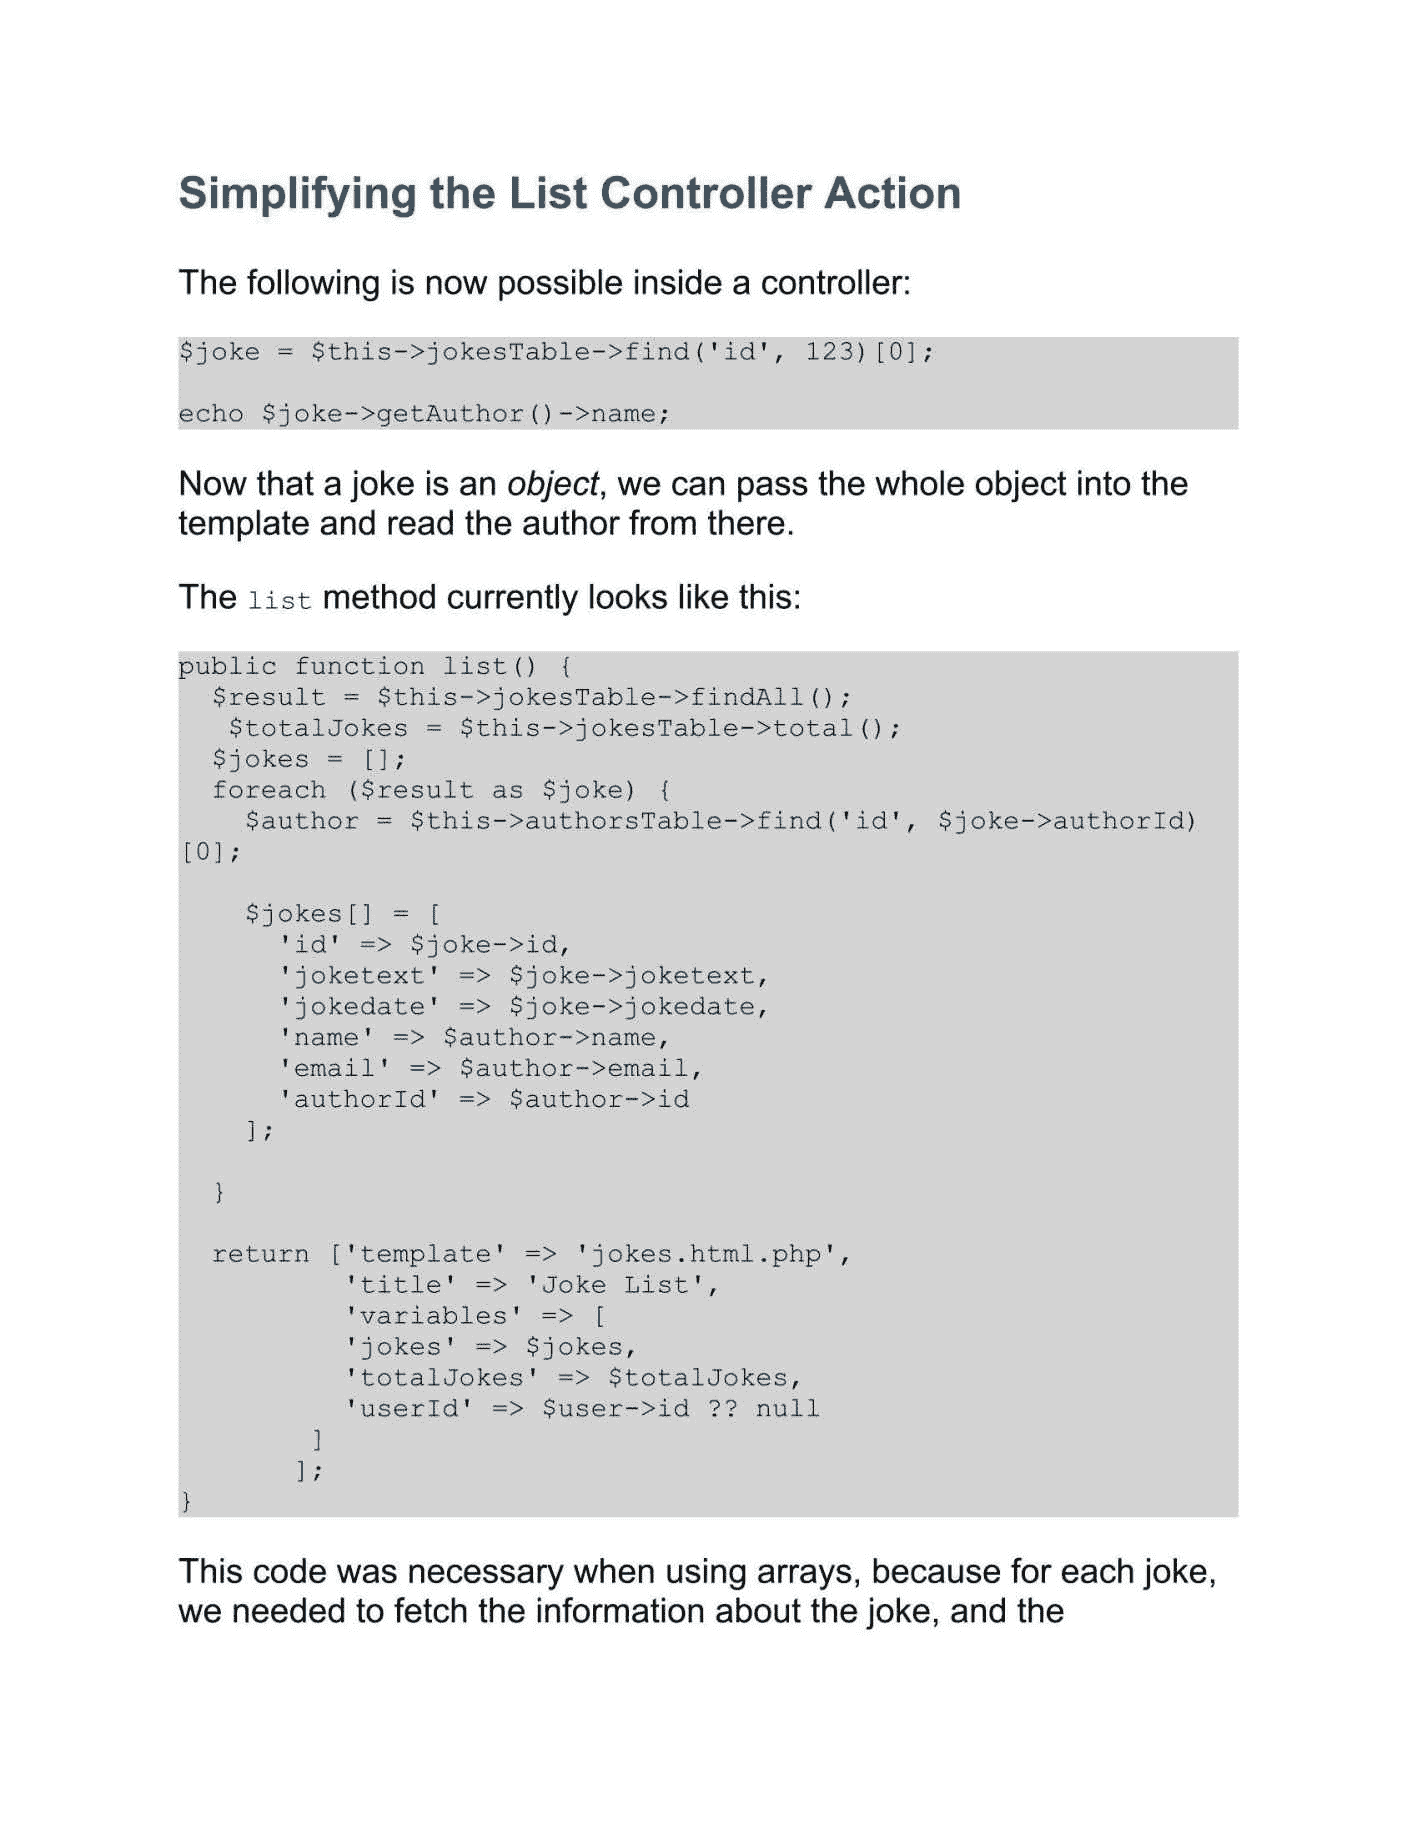 Simplifying the List Controller Action
The following is now possible inside a controller:
$joke = $this->jokesTable->find('id', 123)[0];
echo $joke->getAuthor()->name;
Now that a joke is an object, we can pass the whole object into the
template and read the author from there.
The list method currently looks like this:
public function list() {
  $result = $this->jokesTable->findAll();
   $totalJokes = $this->jokesTable->total();
  $jokes = [];
  foreach ($result as $joke) {
    $author = $this->authorsTable->find('id', $joke->authorId)
[0];
    $jokes[] = [
      'id' => $joke->id,
      'joketext' => $joke->joketext,
      'jokedate' => $joke->jokedate,
      'name' => $author->name,
      'email' => $author->email,
      'authorId' => $author->id
    ];
  }
  return ['template' => 'jokes.html.php',
          'title' => 'Joke List',
          'variables' => [
          'jokes' => $jokes,
          'totalJokes' => $totalJokes,
          'userId' => $user->id ?? null
        ]
       ];
}
This code was necessary when using arrays, because for each joke,
we needed to fetch the information about the joke, and the